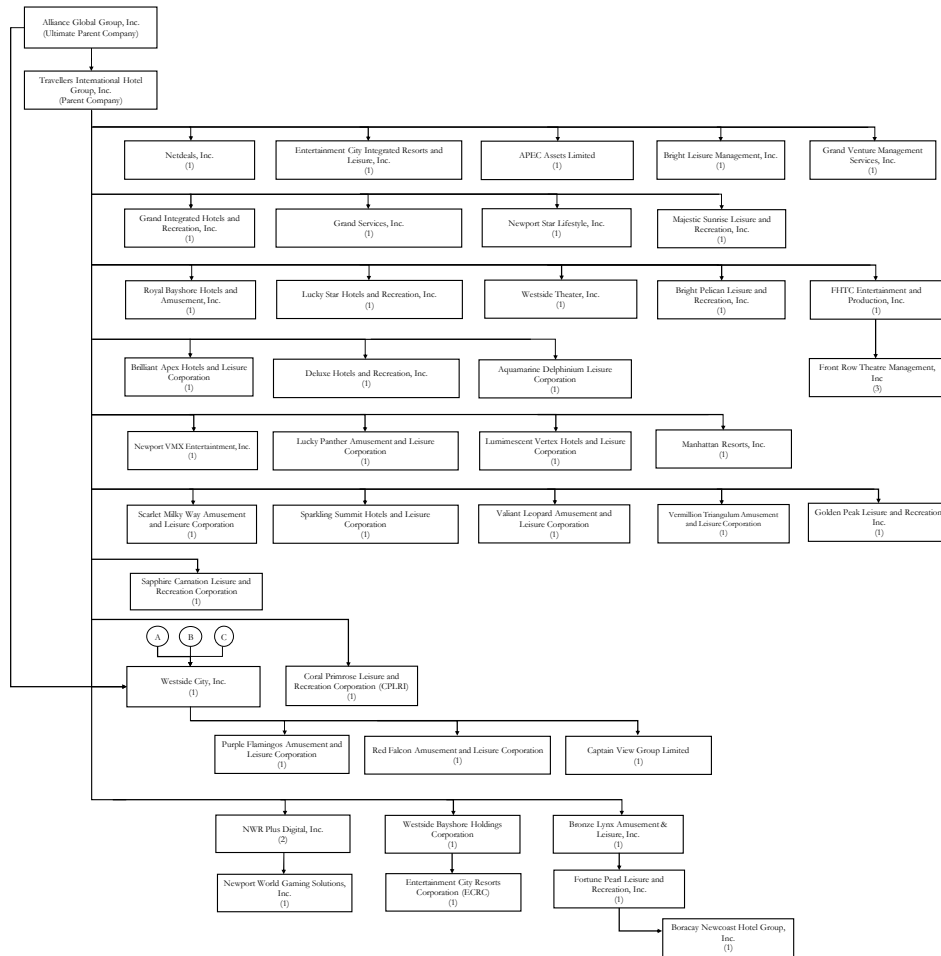 Alliance Global Group, Inc.
(Ultimate Parent Company)
Travellers International Hotel
Group, Inc.
(Parent Company)
Netdeals, Inc.
(1)
Entertainment City Integrated Resorts and
Leisure, Inc.
(1)
APEC Assets Limited
(1)
Bright Leisure Management, Inc.
(1)
Grand Venture Management
Services, Inc.
(1)
Grand Integrated Hotels and
Recreation, Inc.
(1)
Grand Services, Inc.
(1)
Newport Star Lifestyle, Inc.
(1)
Majestic Sunrise Leisure and
Recreation, Inc.
(1)
Royal Bayshore Hotels and
Amusement, Inc.
(1)
Lucky Star Hotels and Recreation, Inc.
(1)
Westside Theater, Inc.
(1)
Bright Pelican Leisure and
Recreation, Inc.
(1)
FHTC Entertainment and
Production, Inc.
(1)
Brilliant Apex Hotels and Leisure
Corporation
(1)
Deluxe Hotels and Recreation, Inc.
(1)
Aquamarine Delphinium Leisure
Corporation
(1)
Front Row Theatre Management,
Inc
(3)
Newport VMX Entertaintment, Inc.
(1)
Lucky Panther Amusement and Leisure
Corporation
(1)
Lumimescent Vertex Hotels and Leisure
Corporation
(1)
Manhattan Resorts, Inc.
(1)
Scarlet Milky Way Amusement
and Leisure Corporation
(1)
Sparkling Summit Hotels and Leisure
Corporation
(1)
Valiant Leopard Amusement and
Leisure Corporation
(1)
Vermillion Triangulum Amusement
and Leisure Corporation
(1)
Golden Peak Leisure and Recreation
Inc.
(1)
Sapphire Carnation Leisure and
Recreation Corporation
(1)
A
B
C
Westside City, Inc.
(1)
Coral Primrose Leisure and
Recreation Corporation (CPLRI)
(1)
Purple Flamingos Amusement and
Leisure Corporation
(1)
Red Falcon Amusement and Leisure Corporation
(1)
Captain View Group Limited
(1)
NWR Plus Digital, Inc.
(2)
Westside Bayshore Holdings
Corporation
(1)
Bronze Lynx Amusement &
Leisure, Inc.
(1)
Newport World Gaming Solutions,
Inc.
(1)
Entertainment City Resorts
Corporation (ECRC)
(1)
Fortune Pearl Leisure and
Recreation, Inc.
(1)
Boracay Newcoast Hotel Group,
Inc.
(1)